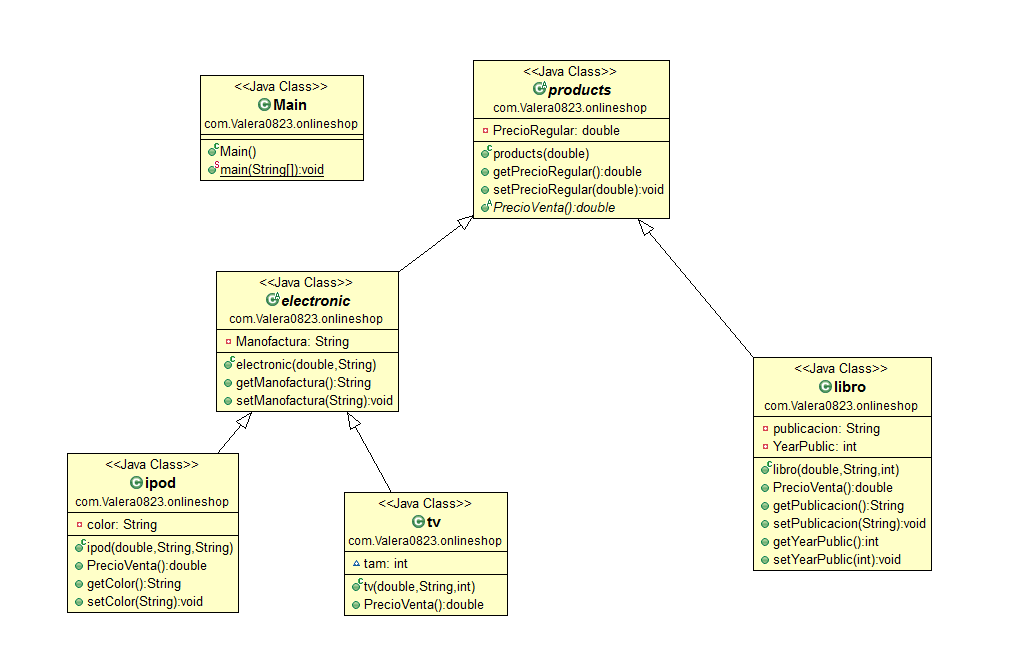 <<Java Class>>
Main
com.Valera0823.onlineshop
Main()
main(String[]):void
<<Java Class>>
products
com.Valera0823.onlineshop
PrecioRegular: double
products(double)
getPrecioRegular():double
setPrecioRegular(double):void
PrecioVenta():double
<<Java Class>>
electronic
com.Valera0823.onlineshop
Manofactura: String
electronic(double,String)
getManofactura():String
setManofactura(String):void
<<Java Class>>
libro
com.Valera0823.onlineshop
publicacion: String
YearPublic: int
libro(double,String,int)
PrecioVenta():double
getPublicacion():String
setPublicacion(String):void
getYearPublic():int
setYearPublic(int):void
<<Java Class>>
ipod
com.Valera0823.onlineshop
color: String
ipod(double,String,String)
PrecioVenta():double
getColor():String
setColor(String):void
<<Java Class>>
tv
com.Valera0823.onlineshop
tam: int
tv(double,String,int)
PrecioVenta():double